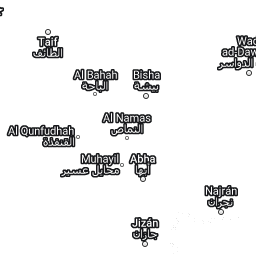 Taif
الطائف
Wad
ad-Daw
الدواسر
Al Bahah
الباحة
Bisha
بيشة
Al Namas
النماص
Al Qunfudhah
القنفذة
Muhayil
محايل عسير
Abha
أبها
Najrán
نجران
Jizán
جازان